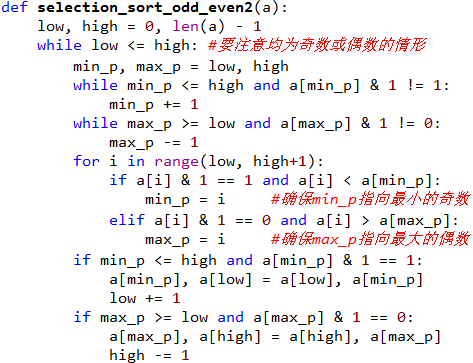 def selection_sort_odd_even2(a):
    low, high = 0, len(a) - 1
    while low <= high: #要注意均为奇数或偶数的情形
        min_p, max_p = low, high
        while min_p <= high and a[min_p] & 1 != 1:
            min_p += 1
        while max_p >= low and a[max_p] & 1 != 0:
            max_p -= 1
        for i in range(low, high+1):
            if a[i] & 1 == 1 and a[i] < a[min_p]:
                min_p = i     #确保min_p指向最小的奇数
            elif a[i] & 1 == 0 and a[i] > a[max_p]:
                max_p = i     #确保max_p指向最大的偶数
        if min_p <= high and a[min_p] & 1 == 1:
            a[min_p], a[low] = a[low], a[min_p]
            low += 1
        if max_p >= low and a[max_p] & 1 == 0:
            a[max_p], a[high] = a[high], a[max_p]
            high -= 1